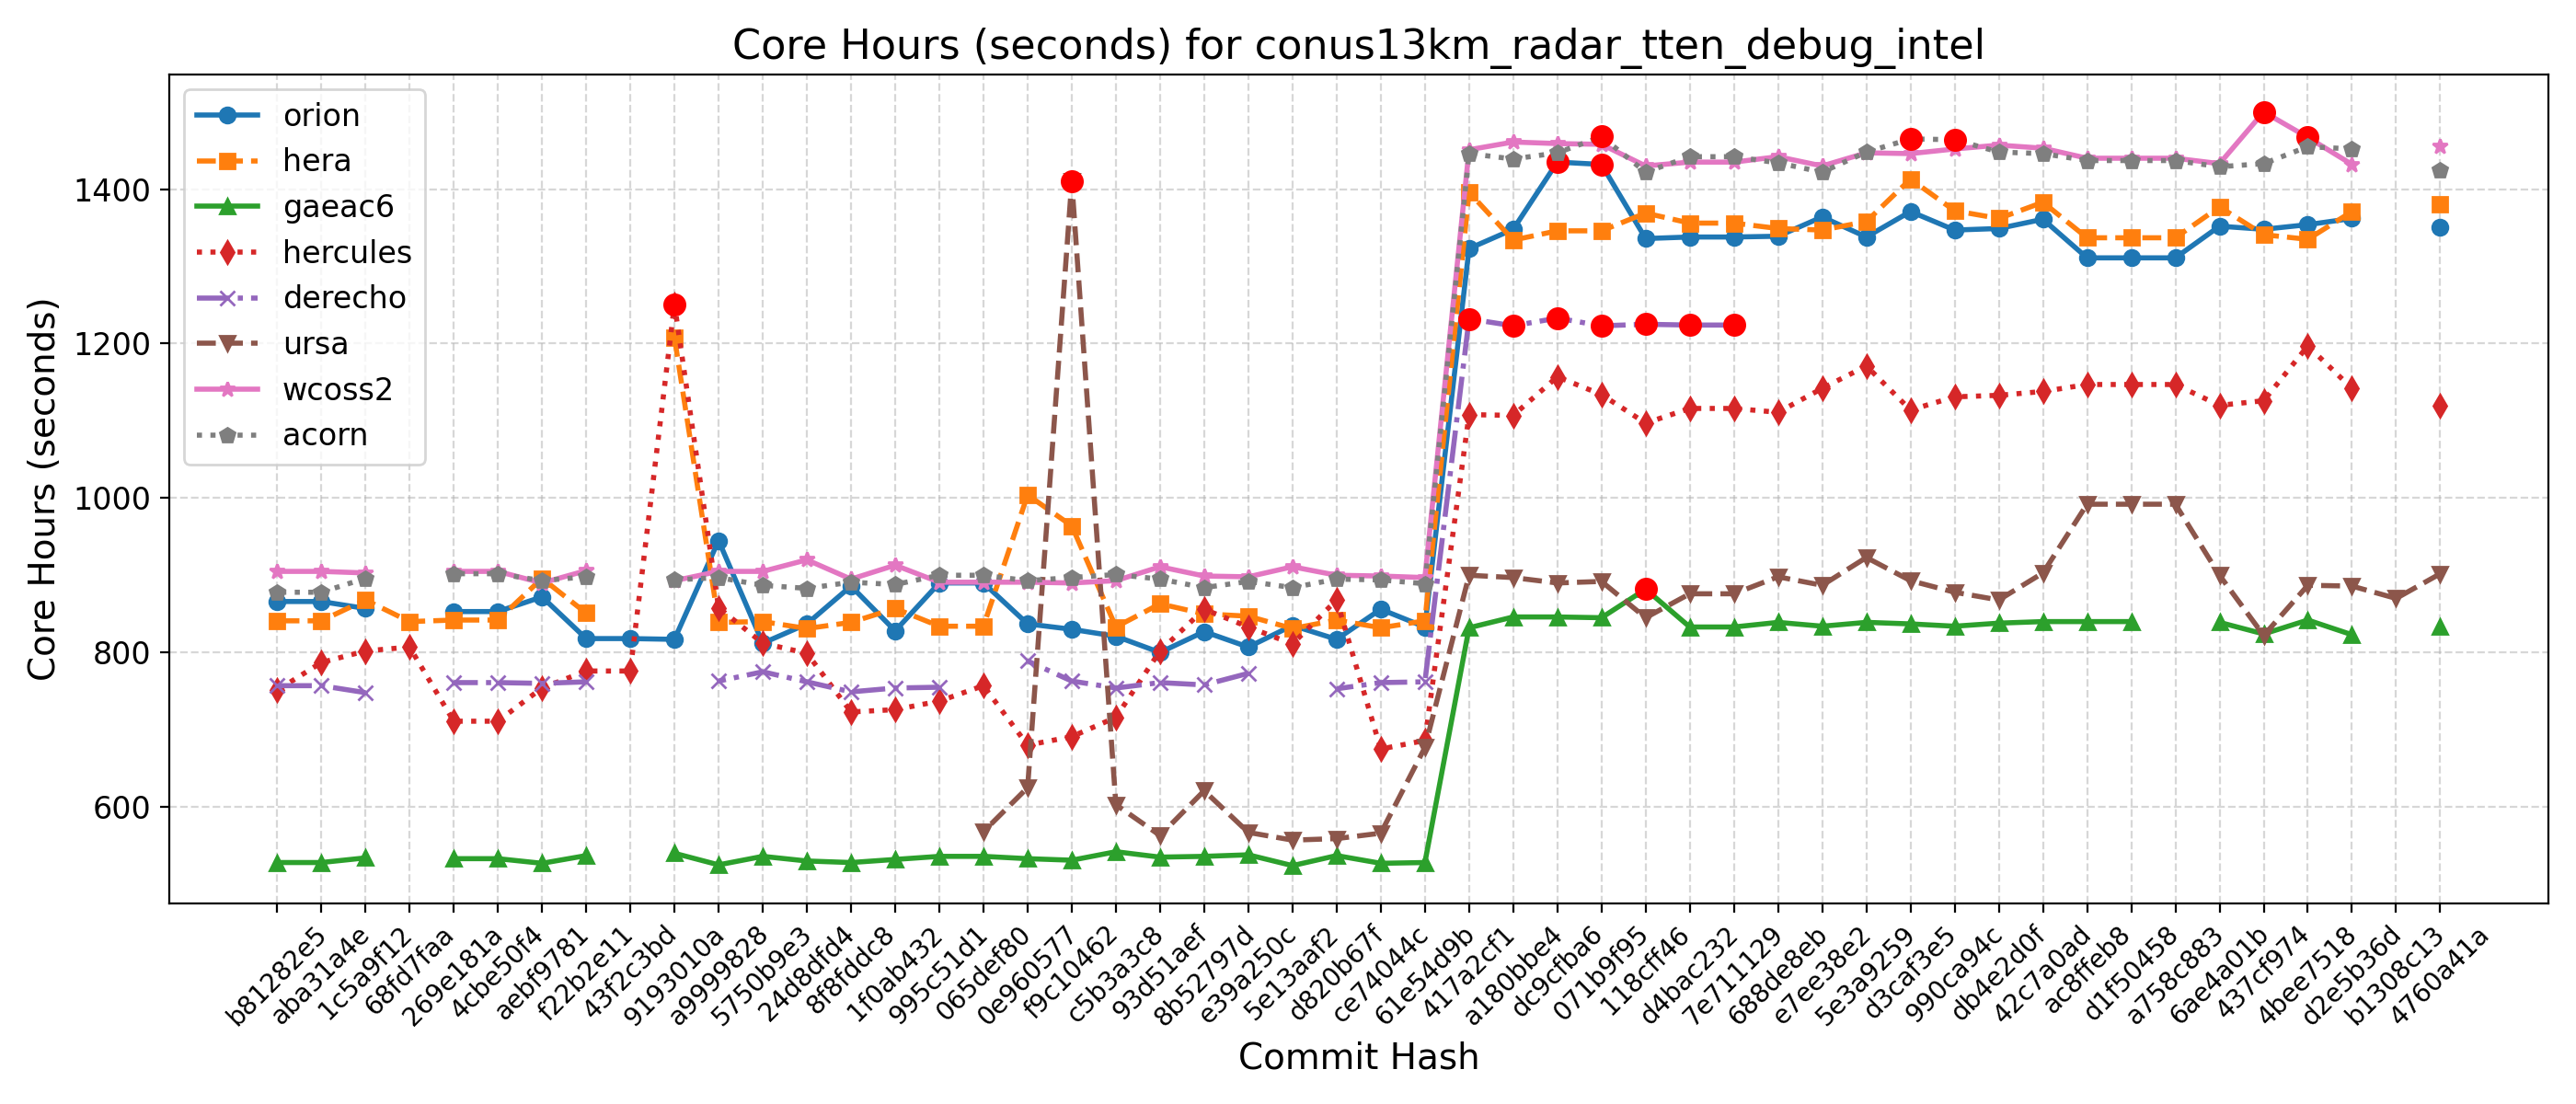 Core Hours (seconds) for conus13km_radar_tten_debug_intel
orion
hera
gaeac6
hercules
derecho
ursa
wcoss2
acorn
Core Hours (seconds)
1400
1200
1000
800
600
b81282e5
aba31a4e
1c5a9f12
68fd7faa
269e181a
4cbe50f4
aebf9781
f22b2e11
43f2c3bd
9193010a
a9999828
5750b9e3
24d8dfd4
8f8fddc8
1f0ab432
995c51d1
065def80
0e960577
f9c10462
c5b3a3c8
93d51aef
8b52797d
e39a250c
5e13aaf2
d820b67f
ce74044c
61e54d9b
417a2cf1
a180bbe4
dc9cfba6
071b9f95
118cff46
d4bac232
7e711129
688de8eb
e7ee38e2
5e3a9259
d3caf3e5
990ca94c
db4e2d0f
42c7a0ad
ac8ffeb8
d1f50458
a758c883
6ae4a01b
437cf974
4bee7518
d2e5b36d
b1308c13
4760a41a
Commit Hash